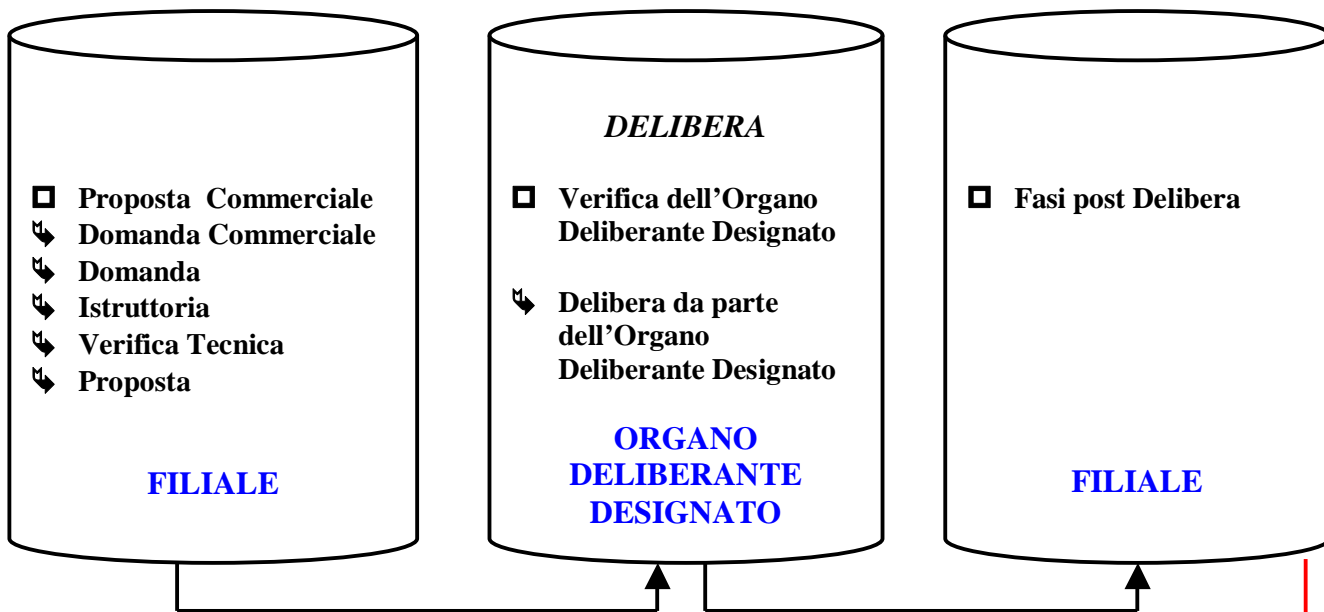 Proposta Commerciale
Domanda Commerciale
Domanda
Istruttoria
Verifica Tecnica
Proposta
FILIALE
DELIBERA
Verifica dell’Organo
Deliberante Designato
Delibera da parte
dell’Organo
Deliberante Designato
ORGANO
DELIBERANTE
DESIGNATO
Fasi post Delibera
FILIALE